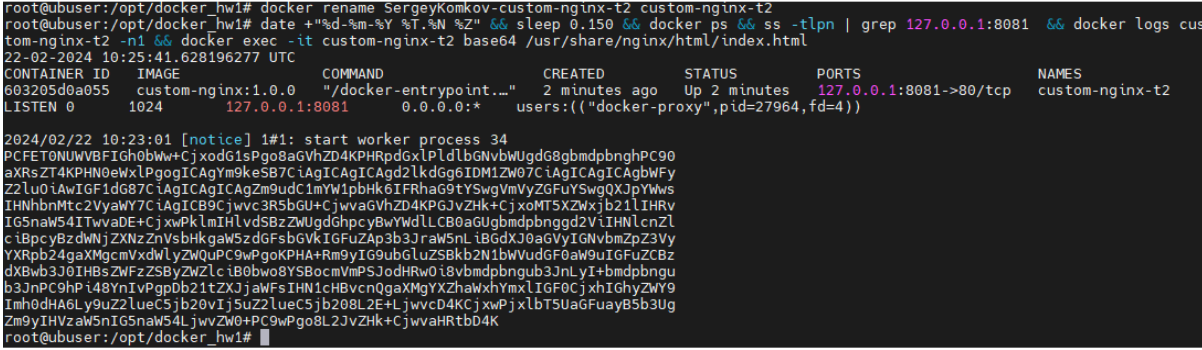 root@ubuser:/opt/docker_hw1# docker rename SergeyKomkov-custom-nginx-t2 custom-nginx-t2
root@ubuser:/opt/docker_hw1# date +"%d-%m-%Y %T.%N %Z" && sleep 0.150 && docker ps && ss -tlpn | grep 127.0.0.1:8081  && docker logs cus
tom-nginx-t2 -n1 && docker exec -it custom-nginx-t2 base64 /usr/share/nginx/html/index.html
22-02-2024 10:25:41.628196277 UTC
CONTAINER ID   IMAGE                COMMAND                  CREATED         STATUS         PORTS                    NAMES
603205d0a055   custom-nginx:1.0.0   "/docker-entrypoint.…"   2 minutes ago   Up 2 minutes   127.0.0.1:8081->80/tcp   custom-nginx-t2
LISTEN 0      1024       127.0.0.1:8081      0.0.0.0:*    users:(("docker-proxy",pid=27964,fd=4))
2024/02/22 10:23:01 [notice] 1#1: start worker process 34
PCFET0NUWVBFIGh0bWw+CjxodG1sPgo8aGVhZD4KPHRpdGxlPldlbGNvbWUgdG8gbmdpbnghPC90
aXRsZT4KPHN0eWxlPgogICAgYm9keSB7CiAgICAgICAgd2lkdGg6IDM1ZW07CiAgICAgICAgbWFy
Z2luOiAwIGF1dG87CiAgICAgICAgZm9udC1mYW1pbHk6IFRhaG9tYSwgVmVyZGFuYSwgQXJpYWws
IHNhbnMtc2VyaWY7CiAgICB9Cjwvc3R5bGU+CjwvaGVhZD4KPGJvZHk+CjxoMT5XZWxjb21lIHRv
IG5naW54ITwvaDE+CjxwPklmIHlvdSBzZWUgdGhpcyBwYWdlLCB0aGUgbmdpbnggd2ViIHNlcnZl
ciBpcyBzdWNjZXNzZnVsbHkgaW5zdGFsbGVkIGFuZAp3b3JraW5nLiBGdXJ0aGVyIGNvbmZpZ3Vy
YXRpb24gaXMgcmVxdWlyZWQuPC9wPgoKPHA+Rm9yIG9ubGluZSBkb2N1bWVudGF0aW9uIGFuZCBz
dXBwb3J0IHBsZWFzZSByZWZlciB0bwo8YSBocmVmPSJodHRwOi8vbmdpbngub3JnLyI+bmdpbngu
b3JnPC9hPi48YnIvPgpDb21tZXJjaWFsIHN1cHBvcnQgaXMgYXZhaWxhYmxlIGF0CjxhIGhyZWY9
Imh0dHA6Ly9uZ2lueC5jb20vIj5uZ2lueC5jb208L2E+LjwvcD4KCjxwPjxlbT5UaGFuayB5b3Ug
Zm9yIHVzaW5nIG5naW54LjwvZW0+PC9wPgo8L2JvZHk+CjwvaHRtbD4K
root@ubuser:/opt/docker_hw1#